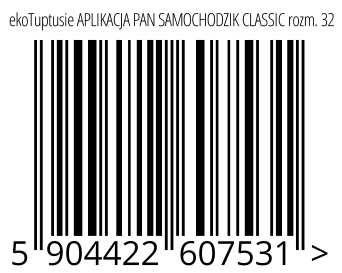 ekoTuptusie APLIKACJA PAN SAMOCHODZIK CLASSIC rozm. 32
5 904422 607531 >